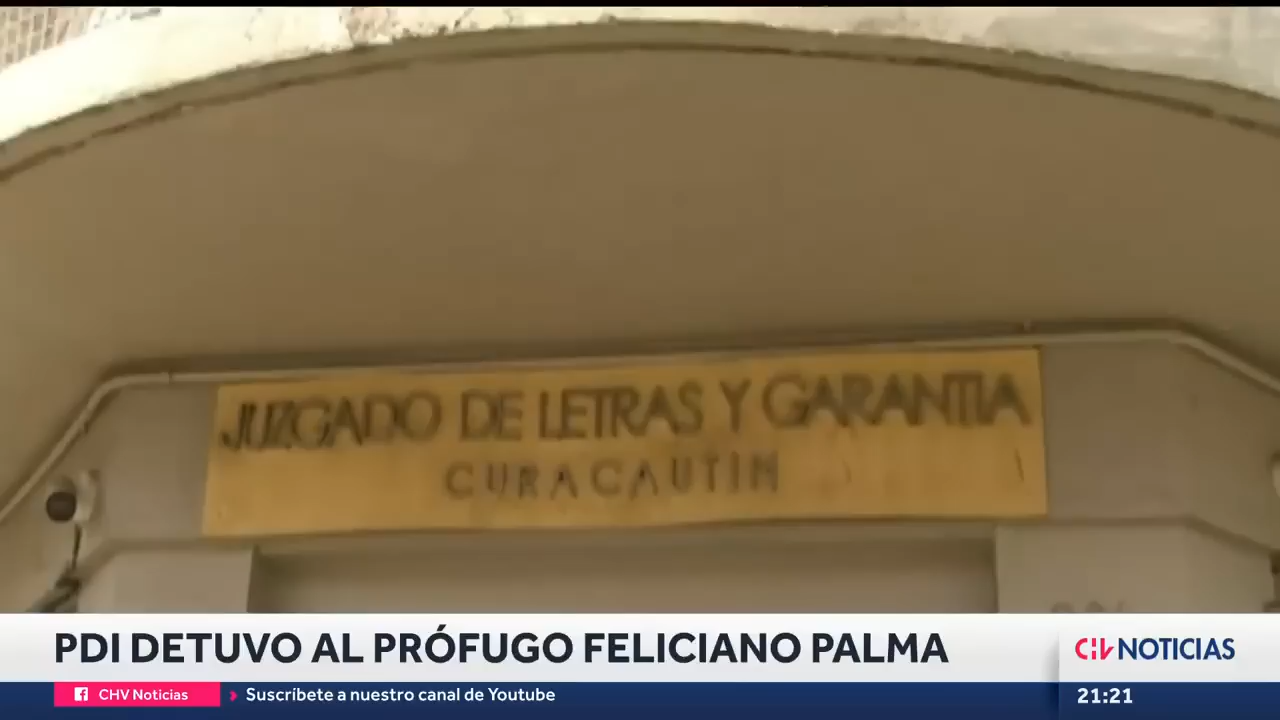 JUZGADO DE LETRAS Y GARANTIA
CURACAUTIN
PDI DETUVO AL PRÓFUGO FELICIANO PALMA
CHV NOTICIAS
CHV Noticias
Suscríbete a nuestro canal de Youtube
21:21